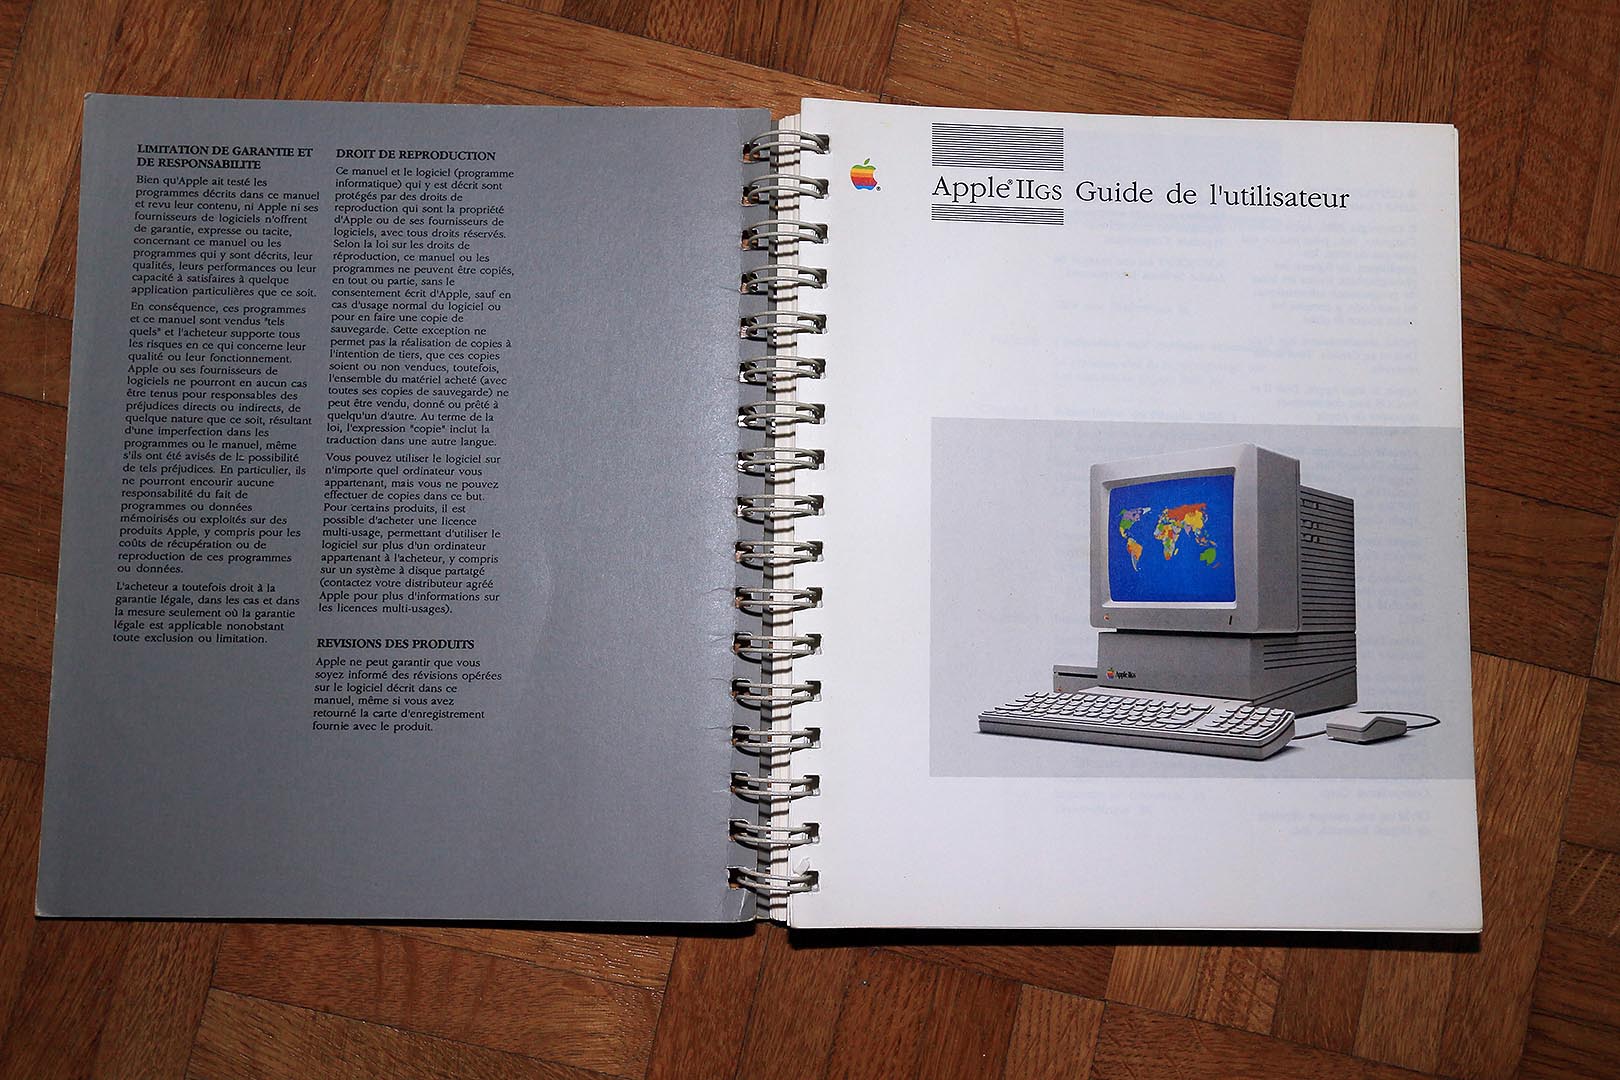 LIMITATION DE GARANTIE ET
DE RESPONSABILITE
Bien qu'Apple ait testé les
programmes décrits dans ce manuel
et revu leur contenu, ni Apple ni ses
fournisseurs de logiciels n'offrent
de garantie, expresse ou tacite,
concernant ce manuel ou les
programmes qui y sont décrits, leur
qualités, leurs performances ou leur
capacité à satisfaires à quelque
application particulières que ce soit.
En conséquence, ces programmes
et ce manuel sont vendus "tels
quels" et l'acheteur supporte tous
les risques en ce qui concerne leur
qualité ou leur fonctionnement.
Apple ou ses fournisseurs de
logiciels ne pourront en aucun cas
être tenus pour responsables des
préjudices directs ou indirects, de
quelque nature que ce soit, résultant
d'une imperfection dans les
programmes ou le manuel, même
s'ils ont été avisés de la possibilité
de tels préjudices. En particulier, ils
ne pourront encourir aucune
responsabilité du fait de
programmes ou données
mémoirisés ou exploités sur des
produits Apple, y compris pour les
coûts de récupération ou de
reproduction de ces programmes
ou données.
L'acheteur a toutefois droit à la
garantie légale, dans les cas et dans
la mesure seulement où la garantie
légale est applicable nonobstant
toute exclusion ou limitation.
DROIT DE REPRODUCTION
Ce manuel et le logiciel (programme
informatique) qui y est décrit sont
protégés par des droits de
reproduction qui sont la propriété
d'Apple ou de ses fournisseurs de
logiciels, avec tous droits réservés.
Selon la loi sur les droits de
réproduction, ce manuel ou les
programmes ne peuvent être copiés,
en tout ou partie, sans le
consentement écrit d'Apple, sauf en
cas d'usage normal du logiciel ou
pour en faire une copie de
sauvegarde. Cette exception ne
permet pas la réalisation de copies à
l'intention de tiers, que ces copies
soient ou non vendues, toutefois,
l'ensemble du matériel acheté (avec
toutes ses copies de sauvegarde) ne
peut être vendu, donné ou prêté à
quelqu'un d'autre. Au terme de la
loi, l'expression "copie" inclut la
traduction dans une autre langue.
Vous pouvez utiliser le logiciel sur
n'importe quel ordinateur vous
appartenant, mais vous ne pouvez
effectuer de copies dans ce but.
Pour certains produits, il est
possible d'acheter une licence
multi-usage, permettant d'utiliser le
logiciel sur plus d'un ordinateur
appartenant à l'acheteur, y compris
sur un système à disque partatgé
(contactez votre distributeur agréé
Apple pour plus d'informations sur
les licences multi-usages).
REVISIONS DES PRODUITS
Apple ne peut garantir que vous
soyez informé des révisions opérées
sur le logiciel décrit dans ce
manuel, même si vous avez
retourné la carte d'enregistrement
fournie avec le produit.
Apple® IIGS Guide de l'utilisateur
Apple IIGS